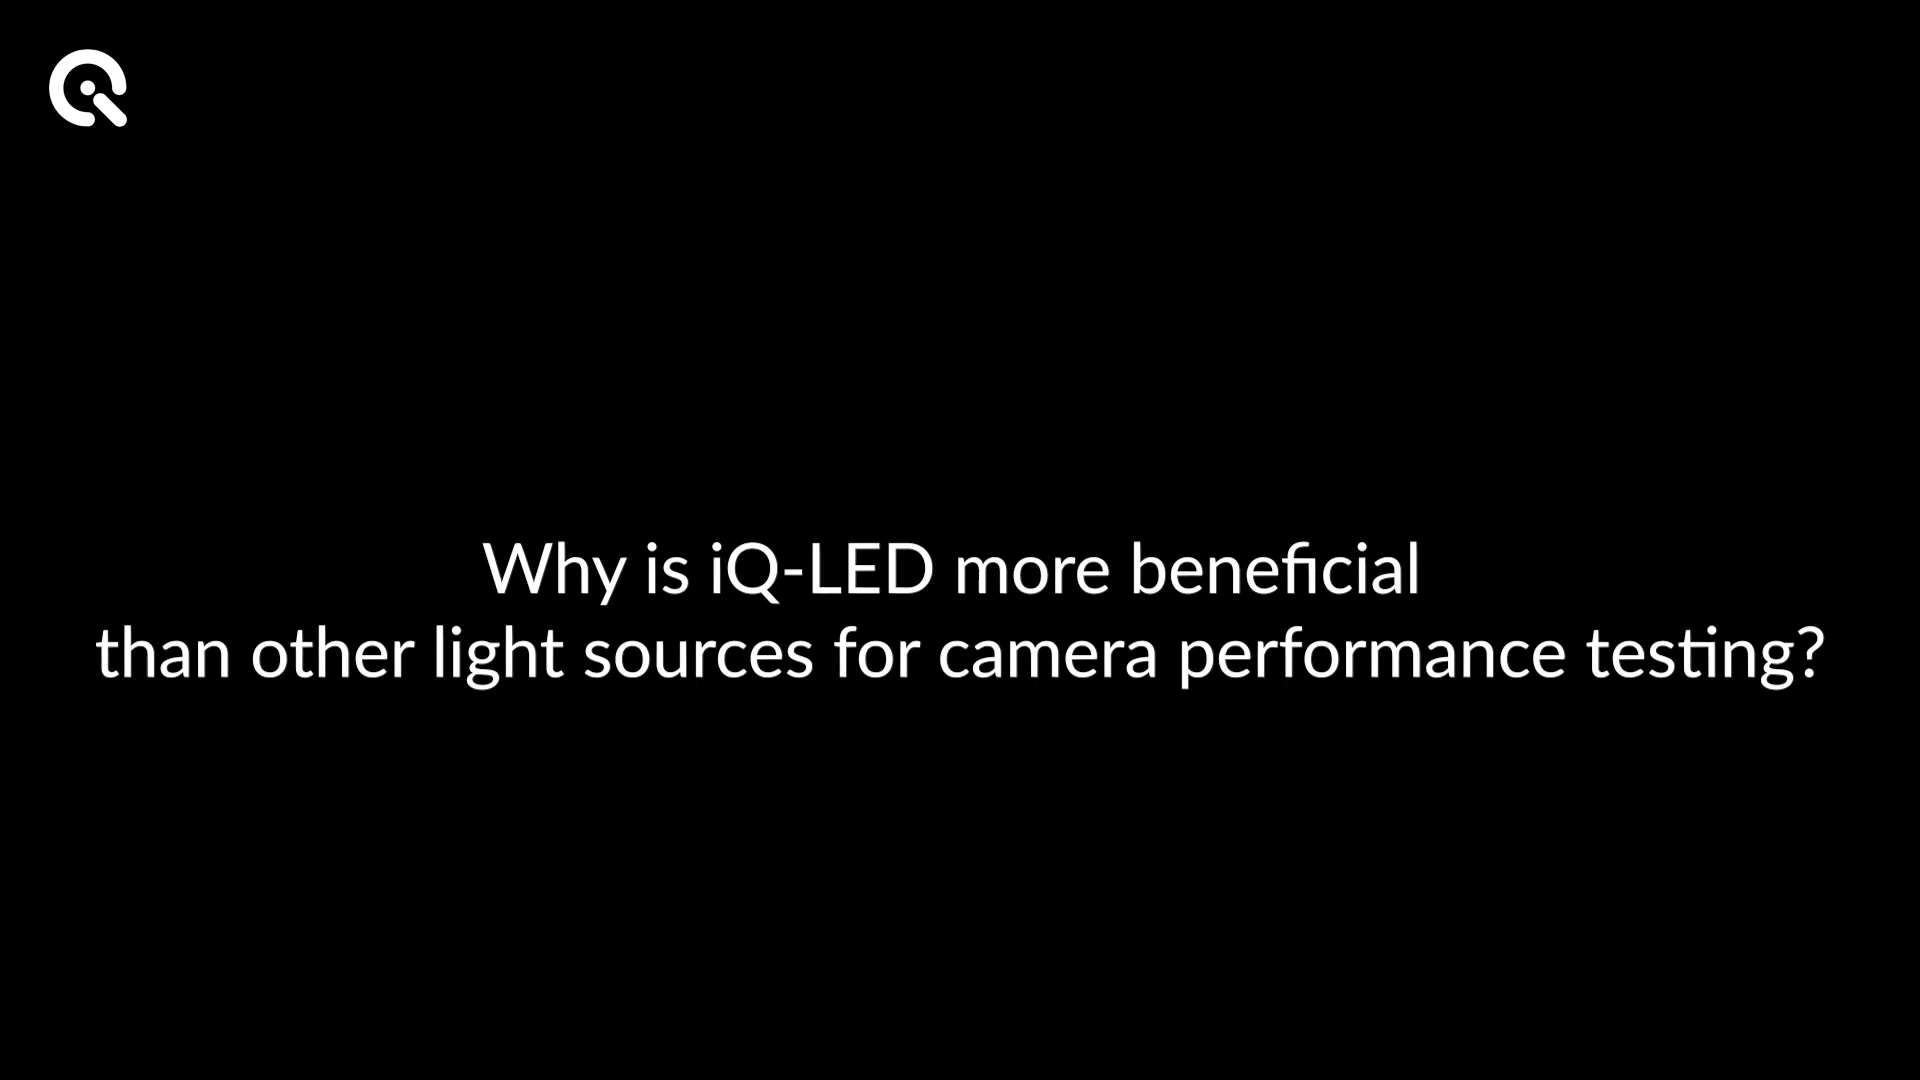 Why is iQ-LED more beneficial
than other light sources for camera performance testing?